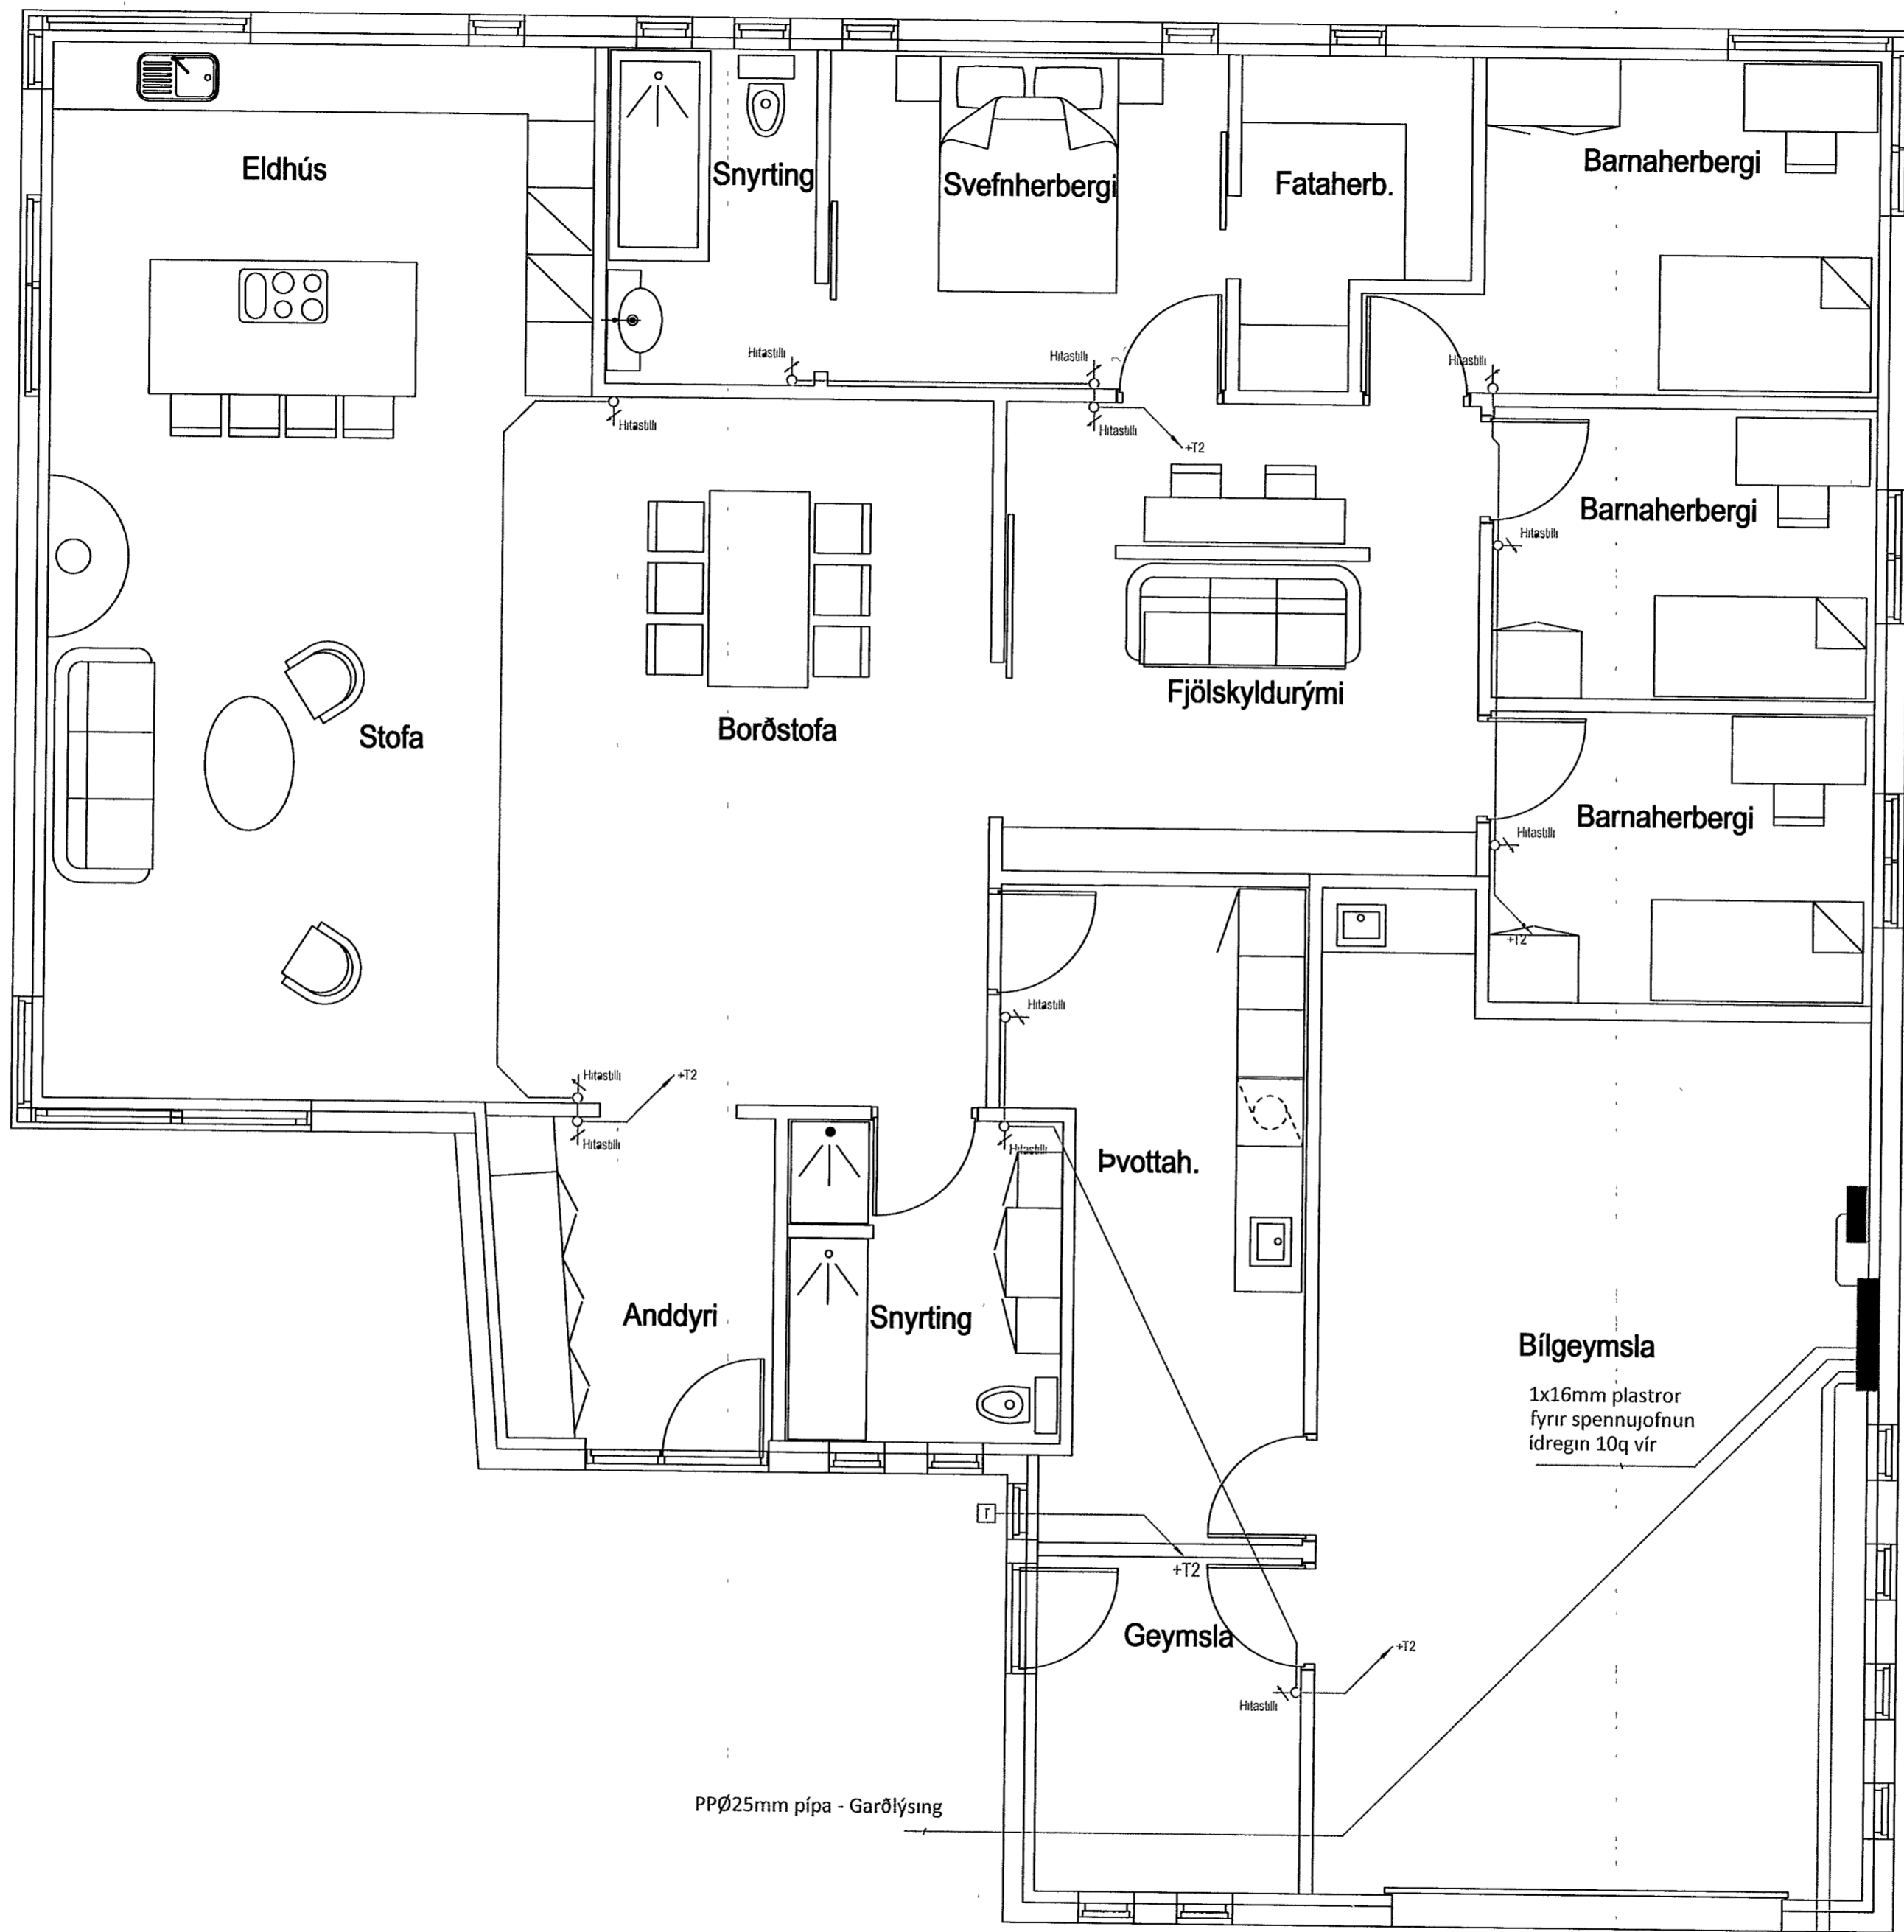 Eldhús
Snyrting
Svefnherbergi
Fataherb.
Barnaherbergi
Hitastilli
Hitastilli
Hitastilli
Hitastilli
Hitastilli
+T2
Barnaherbergi
Hitastilli
Fjölskyldurými
Stofa
Borðstofa
Barnaherbergi
Hitastilli
+T2
Hitastilli
Hitastilli
+T2
Hitastilli
Hitastilli
Þvottah.
Anddyri
Snyrting
Bílgeymsla
1x16mm plastror
fyrir spennujofnun
ídregin 10q vír
T
+T2
Geymsla
+T2
Hitastilli
PPØ25mm pípa - Garðlýsing